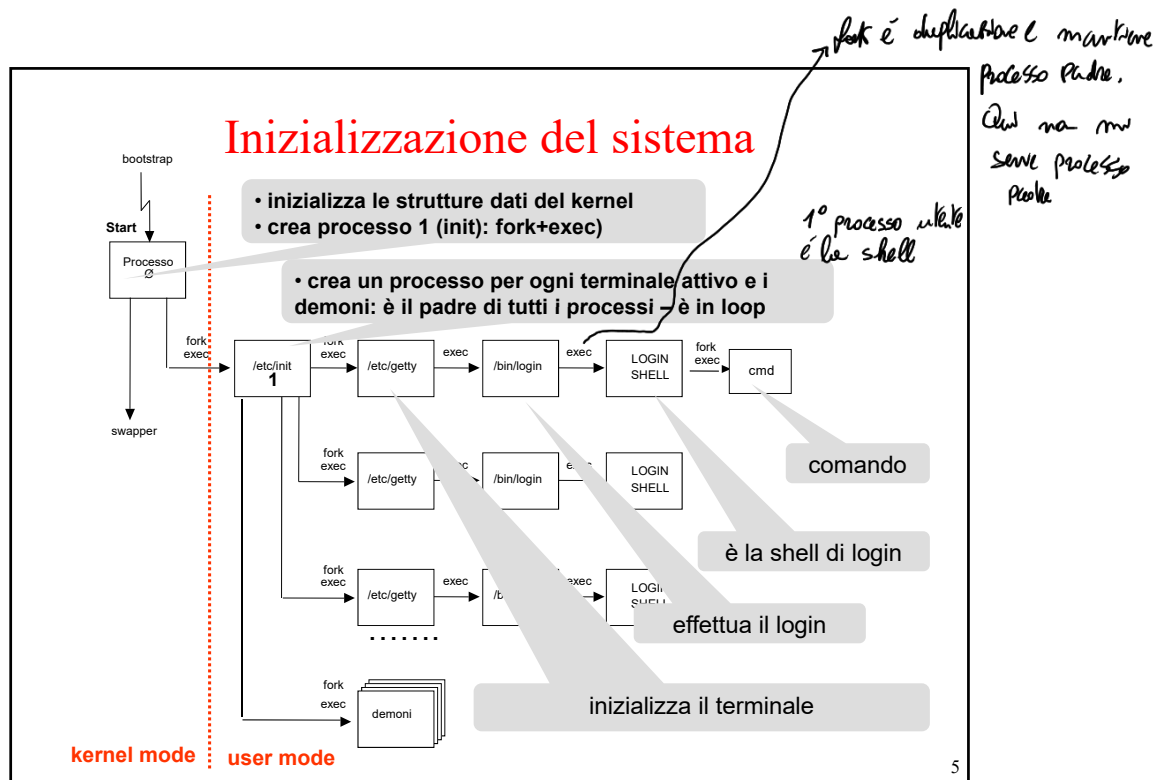 fork é duplicazione e mantiene
processo padre.
Qui non mi
serve processo
padre
Inizializzazione del sistema
bootstrap
Start
Processo
Ø
swapper
• inizializza le strutture dati del kernel
• crea processo 1 (init): fork+exec)
1° processo utente
é la shell
• crea un processo per ogni terminale attivo e i
demoni: è il padre di tutti i processi – è in loop
fork
exec
/etc/init
1
fork
exec
/etc/getty
exec
/bin/login
exec
LOGIN
SHELL
fork
exec
cmd
comando
fork
exec
/etc/getty
exec
/bin/login
exec
LOGIN
SHELL
è la shell di login
fork
exec
/etc/getty
exec
exec
LOGIN
SHELL
effettua il login
.......
fork
exec
demoni
inizializza il terminale
kernel mode
user mode
5